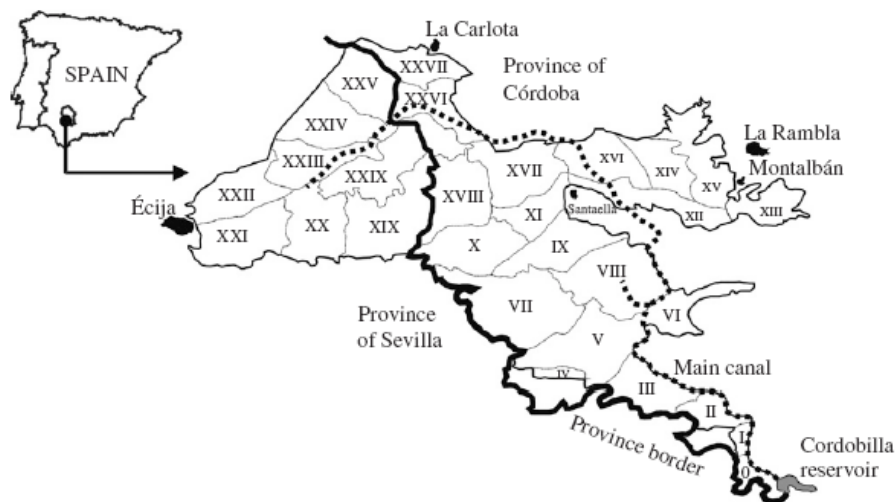 La Carlota
SPAIN
XXVII
Province of
Córdoba
XXV
XXVI
XXIV
La Rambla
XVI
XXIII
XVII
XIV
Montalbán
XXIX
XV
XXII
XVIII
Écija
Santaella
XII
XIII
XXI
XX
XIX
XI
X
IX
VIII
Province
of Sevilla
VII
VI
V
Main canal
IV
III
II
Province border
I
Cordobilla
reservoir
0